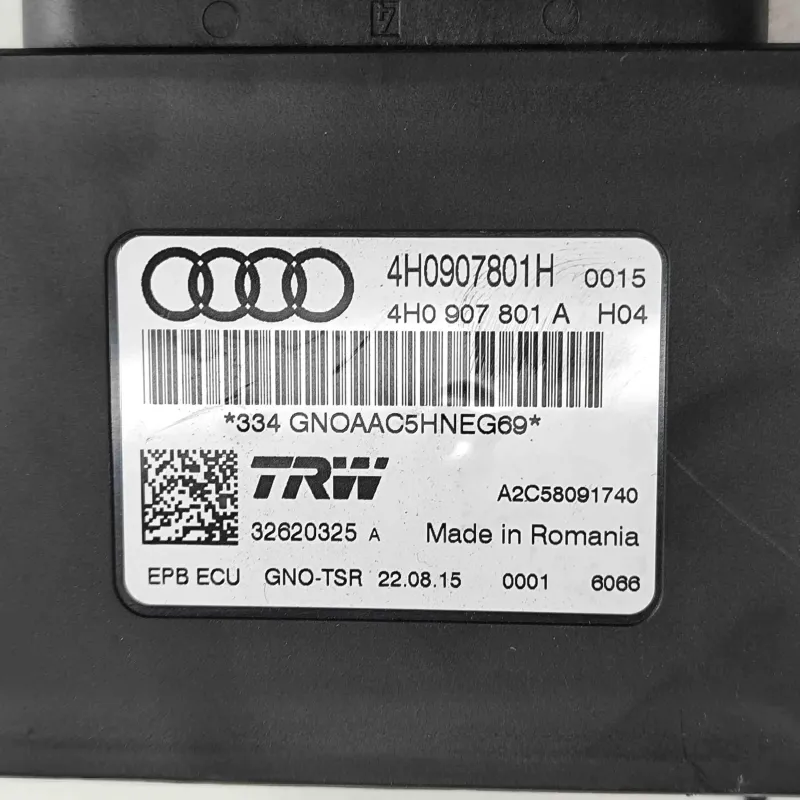 4H0907801H 0015
4H0 907 801 A H04
*334 GNOAAC5HNEG69*
TRW A2C58091740
32620325 A Made in Romania
EPB ECU GNO-TSR 22.08.15 0001 6066